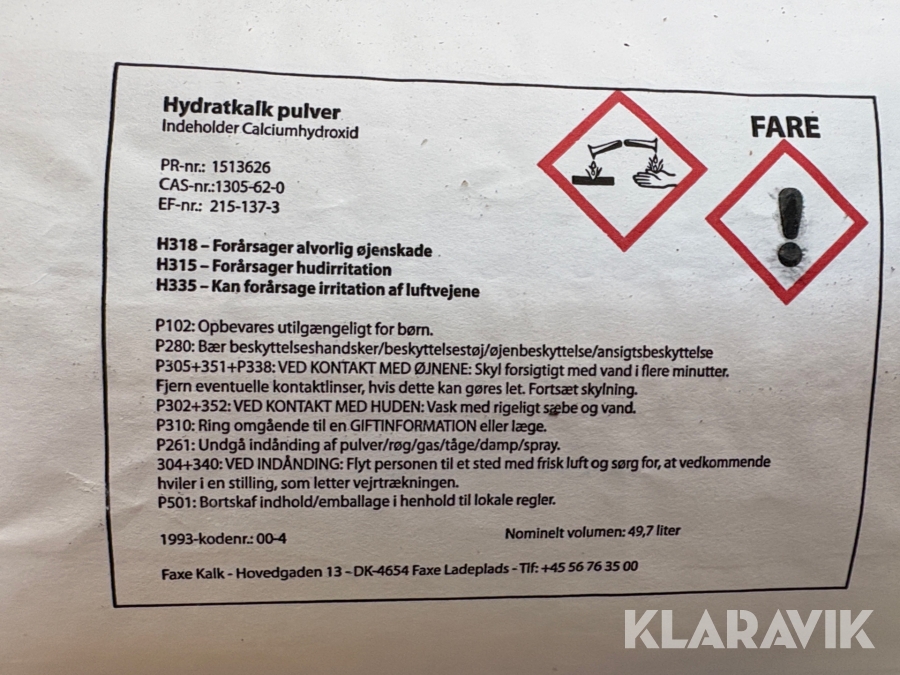 Hydratkalk pulver
Indeholder Calciumhydroxid
FARE
PR-nr.: 1513626
CAS-nr.:1305-62-0
EF-nr.: 215-137-3
H318 – Forårsager alvorlig øjenskade
H315 – Forårsager hudirritation
H335 – Kan forårsage irritation af luftvejene
P102: Opbevares utilgængeligt for børn.
P280: Bær beskyttelseshandsker/beskyttelsestøj/øjenbeskyttelse/ansigtsbeskyttelse
P305+351+P338: VED KONTAKT MED ØJNENE: Skyl forsigtigt med vand i flere minutter.
Fjern eventuelle kontaktlinser, hvis dette kan gøres let. Fortsæt skylning.
P302+352: VED KONTAKT MED HUDEN: Vask med rigeligt sæbe og vand.
P310: Ring omgående til en GIFTINFORMATION eller læge.
P261: Undgå indånding af pulver/røg/gas/tåge/damp/spray.
304+340: VED INDÅNDING: Flyt personen til et sted med frisk luft og sørg for, at vedkommende
hviler i en stilling, som letter vejrtrækningen.
P501: Bortskaf indhold/emballage i henhold til lokale regler.
1993-kodenr.: 00-4
Nominelt volumen: 49,7 liter
Faxe Kalk - Hovedgaden 13 – DK-4654 Faxe Ladeplads - Tlf: +45 56 76 35 00
KLARAVIK